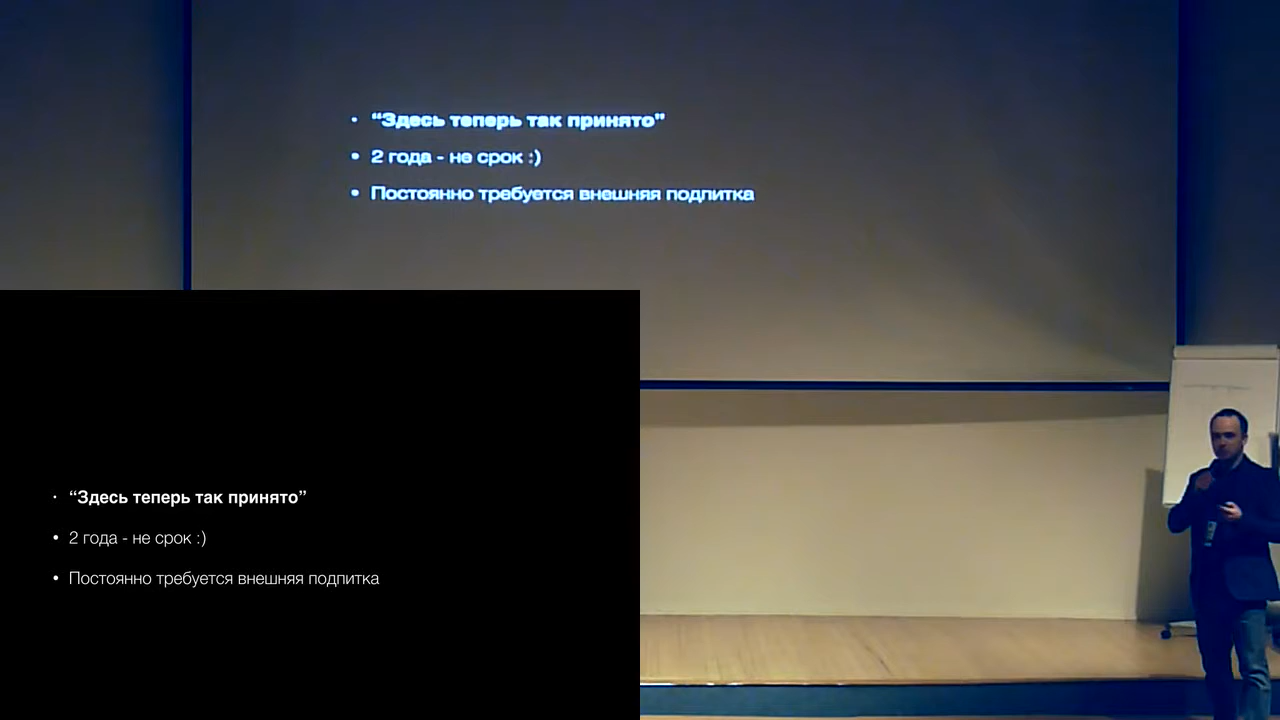 • “Здесь теперь так принято”
• 2 года - не срок :)
• Постоянно требуется внешняя подпитка
• “Здесь теперь так принято”
• 2 года - не срок :)
• Постоянно требуется внешняя подпитка